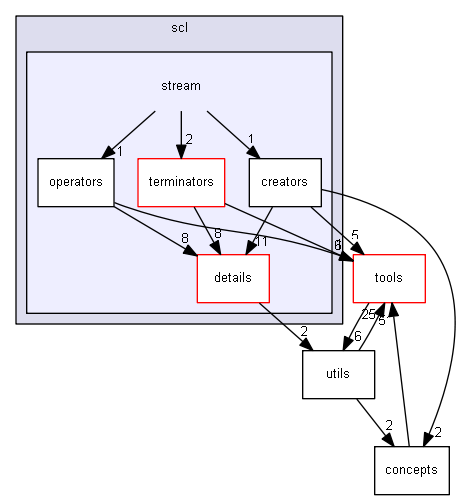 scl
stream
1
2
1
operators
terminators
creators
8
8
11
5
details
tools
2
6
25
5
utils
2
2
concepts